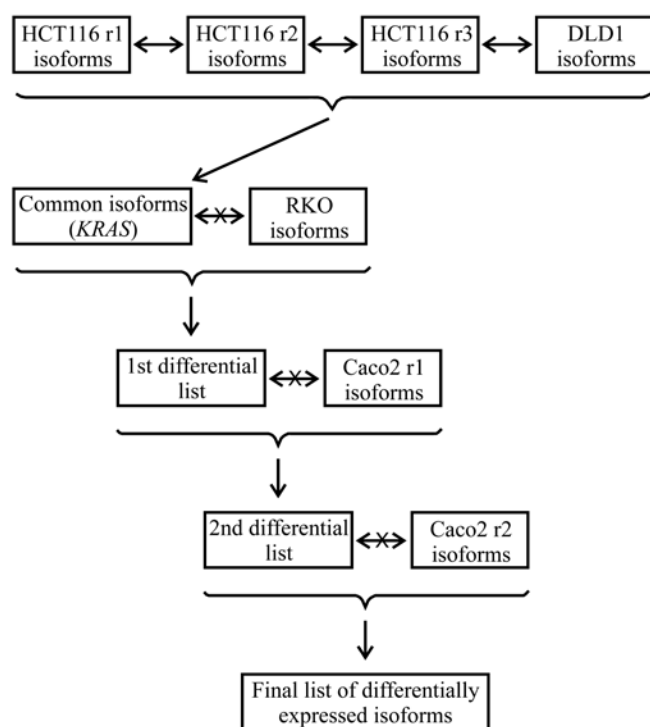 HCT116 r1
isoforms
HCT116 r2
isoforms
HCT116 r3
isoforms
DLD1
isoforms
Common isoforms
(KRAS)
RKO
isoforms
1st differential
list
Caco2 r1
isoforms
2nd differential
list
Caco2 r2
isoforms
Final list of differentially
expressed isoforms